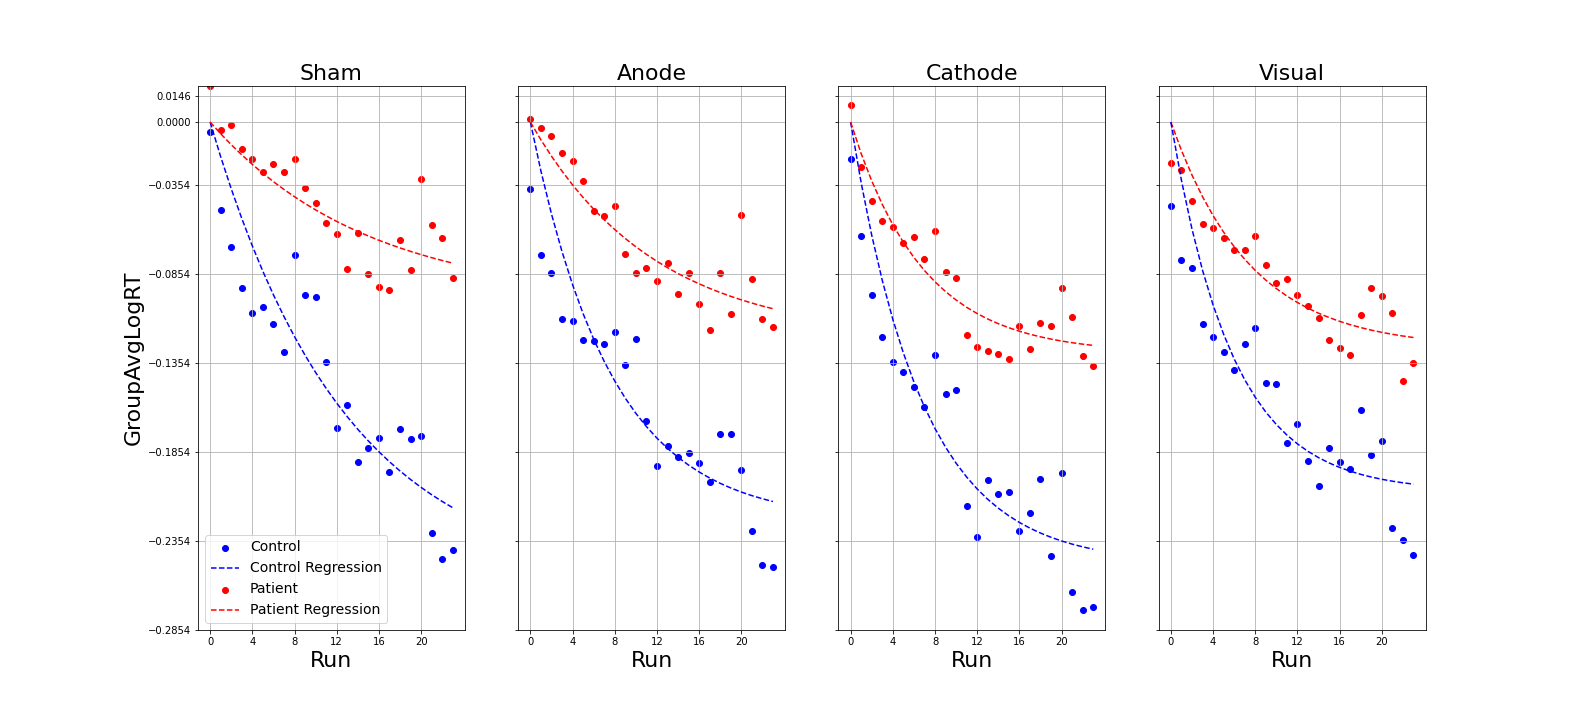 Sham
Anode
Cathode
Visual
GroupAvgLogRT
0.0146
0.0000
−0.0354
−0.0854
−0.1354
−0.1854
−0.2354
−0.2854
Control
Control Regression
Patient
Patient Regression
0 4 8 12 16 20
0 4 8 12 16 20
0 4 8 12 16 20
0 4 8 12 16 20
Run
Run
Run
Run